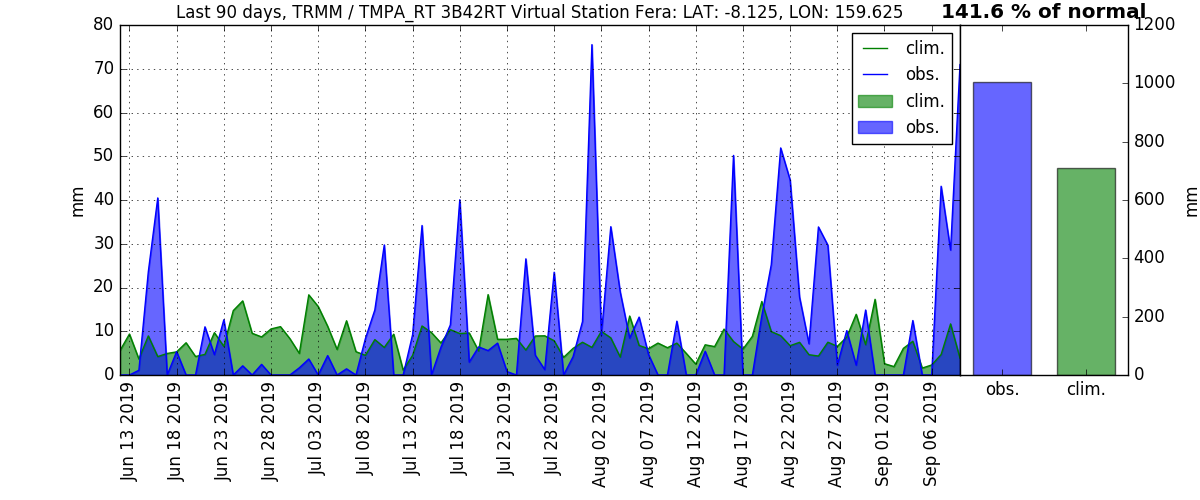 Last 90 days, TRMM / TMPA_RT 3B42RT Virtual Station Fera: LAT: -8.125, LON: 159.625
141.6 % of normal
80
70
60
50
40
30
20
10
0
mm
clim.
obs.
clim.
obs.
Jun 13 2019
Jun 18 2019
Jun 23 2019
Jun 28 2019
Jul 03 2019
Jul 08 2019
Jul 13 2019
Jul 18 2019
Jul 23 2019
Jul 28 2019
Aug 02 2019
Aug 07 2019
Aug 12 2019
Aug 17 2019
Aug 22 2019
Aug 27 2019
Sep 01 2019
Sep 06 2019
1200
1000
800
600
400
200
0
mm
obs.
clim.